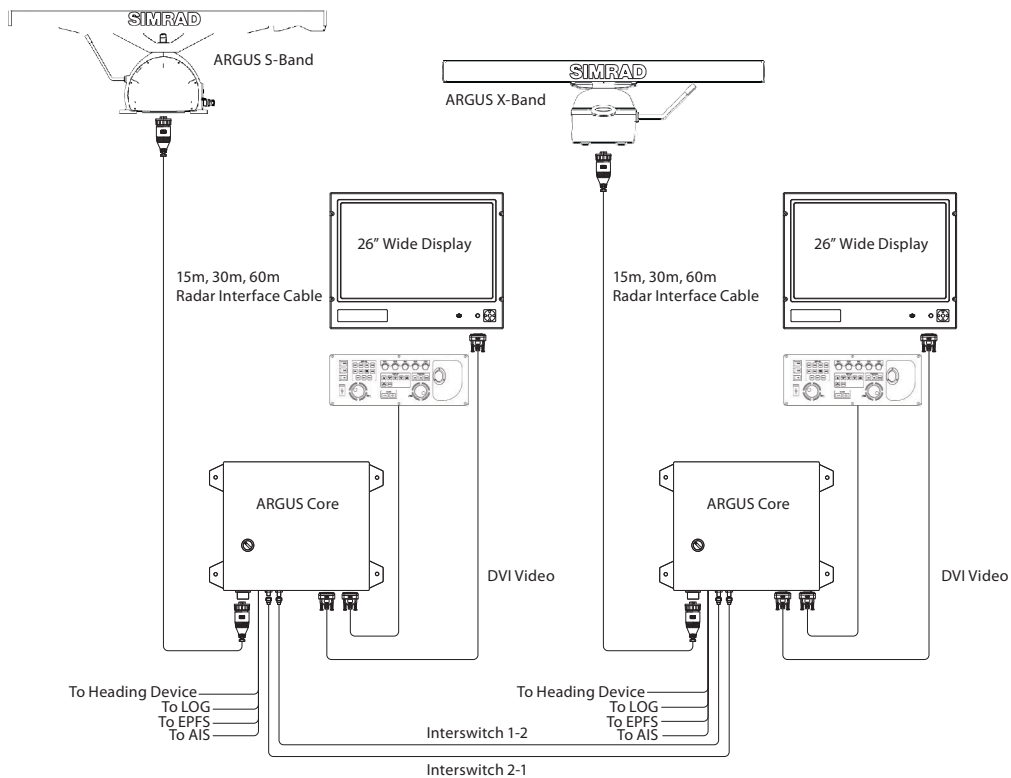 SIMRAD
ARGUS S-Band
SIMRAD
ARGUS X-Band
26” Wide Display
26” Wide Display
15m, 30m, 60m
Radar Interface Cable
15m, 30m, 60m
Radar Interface Cable
ARGUS Core
ARGUS Core
DVI Video
DVI Video
To Heading Device
To LOG
To EPFS
To AIS
To Heading Device
To LOG
To EPFS
To AIS
Interswitch 1-2
Interswitch 2-1